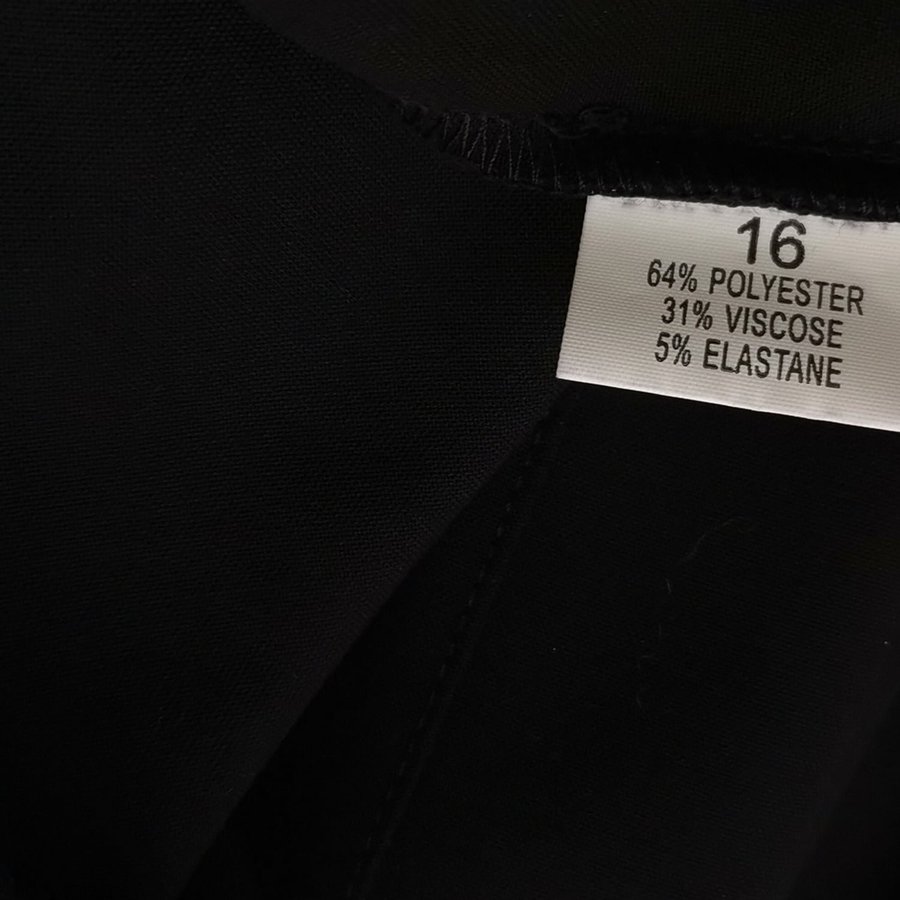 16
64% POLYESTER
31% VISCOSE
5% ELASTANE